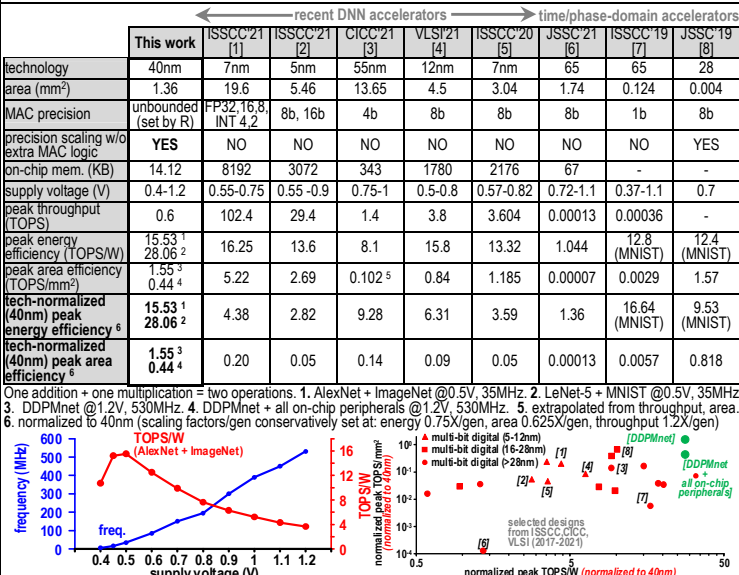 recent DNN accelerators time/phase-domain accelerators
This work ISSCC'21 [1] ISSCC'21 [2] CICC'21 [3] VLSI'21 [4] ISSCC'20 [5] JSSC'21 [6] ISSCC'19 [7] JSSC'19 [8]
technology 40nm 7nm 5nm 55nm 12nm 7nm 65 65 28
area (mm²) 1.36 19.6 5.46 13.65 4.5 3.04 1.74 0.124 0.004
MAC precision unbounded (set by R) FP32,16,8, INT 4,2 8b, 16b 4b 8b 8b 8b 1b 8b
precision scaling w/o extra MAC logic YES NO NO NO NO NO NO NO YES
on-chip mem. (KB) 14.12 8192 3072 343 1780 2176 67 - -
supply voltage (V) 0.4-1.2 0.55-0.75 0.55 -0.9 0.75-1 0.5-0.8 0.57-0.82 0.72-1.1 0.37-1.1 0.7
peak throughput (TOPS) 0.6 102.4 29.4 1.4 3.8 3.604 0.00013 0.00036 -
peak energy efficiency (TOPS/W) 15.53 ¹ 28.06 ² 16.25 13.6 8.1 15.8 13.32 1.044 12.8 (MNIST) 12.4 (MNIST)
peak area efficiency (TOPS/mm²) 1.55 ³ 0.44 ⁴ 5.22 2.69 0.102 ⁵ 0.84 1.185 0.00007 0.0029 1.57
tech-normalized (40nm) peak energy efficiency ⁶ 15.53 ¹ 28.06 ² 4.38 2.82 9.28 6.31 3.59 1.36 16.64 (MNIST) 9.53 (MNIST)
tech-normalized (40nm) peak area efficiency ⁶ 1.55 ³ 0.44 ⁴ 0.20 0.05 0.14 0.09 0.05 0.00013 0.0057 0.818
One addition + one multiplication = two operations. 1. AlexNet + ImageNet @0.5V, 35MHz. 2. LeNet-5 + MNIST @0.5V, 35MHz
3. DDPMnet @1.2V, 530MHz. 4. DDPMnet + all on-chip peripherals @1.2V, 530MHz. 5. extrapolated from throughput, area.
6. normalized to 40nm (scaling factors/gen conservatively set at: energy 0.75X/gen, area 0.625X/gen, throughput 1.2X/gen)
frequency (MHz)
600
500
400
300
200
100
0
TOPS/W
(AlexNet + ImageNet)
freq.
16
12
8
4
0
TOPS/W
0.4 0.5 0.6 0.7 0.8 0.9 1 1.1 1.2
supply voltage (V)
normalized peak TOPS/mm²
(normalized to 40nm)
10⁰
10⁻¹
10⁻²
10⁻³
10⁻⁴
multi-bit digital (5-12nm)
multi-bit digital (16-28nm)
multi-bit digital (>28nm)
[DDPMnet]
[DDPMnet + all on-chip peripherals]
[1]
[2]
[3]
[4]
[5]
[6]
[7]
[8]
selected designs
from ISSCC,CICC,
VLSI (2017-2021)
0.5 5 50
normalized peak TOPS/W (normalized to 40nm)